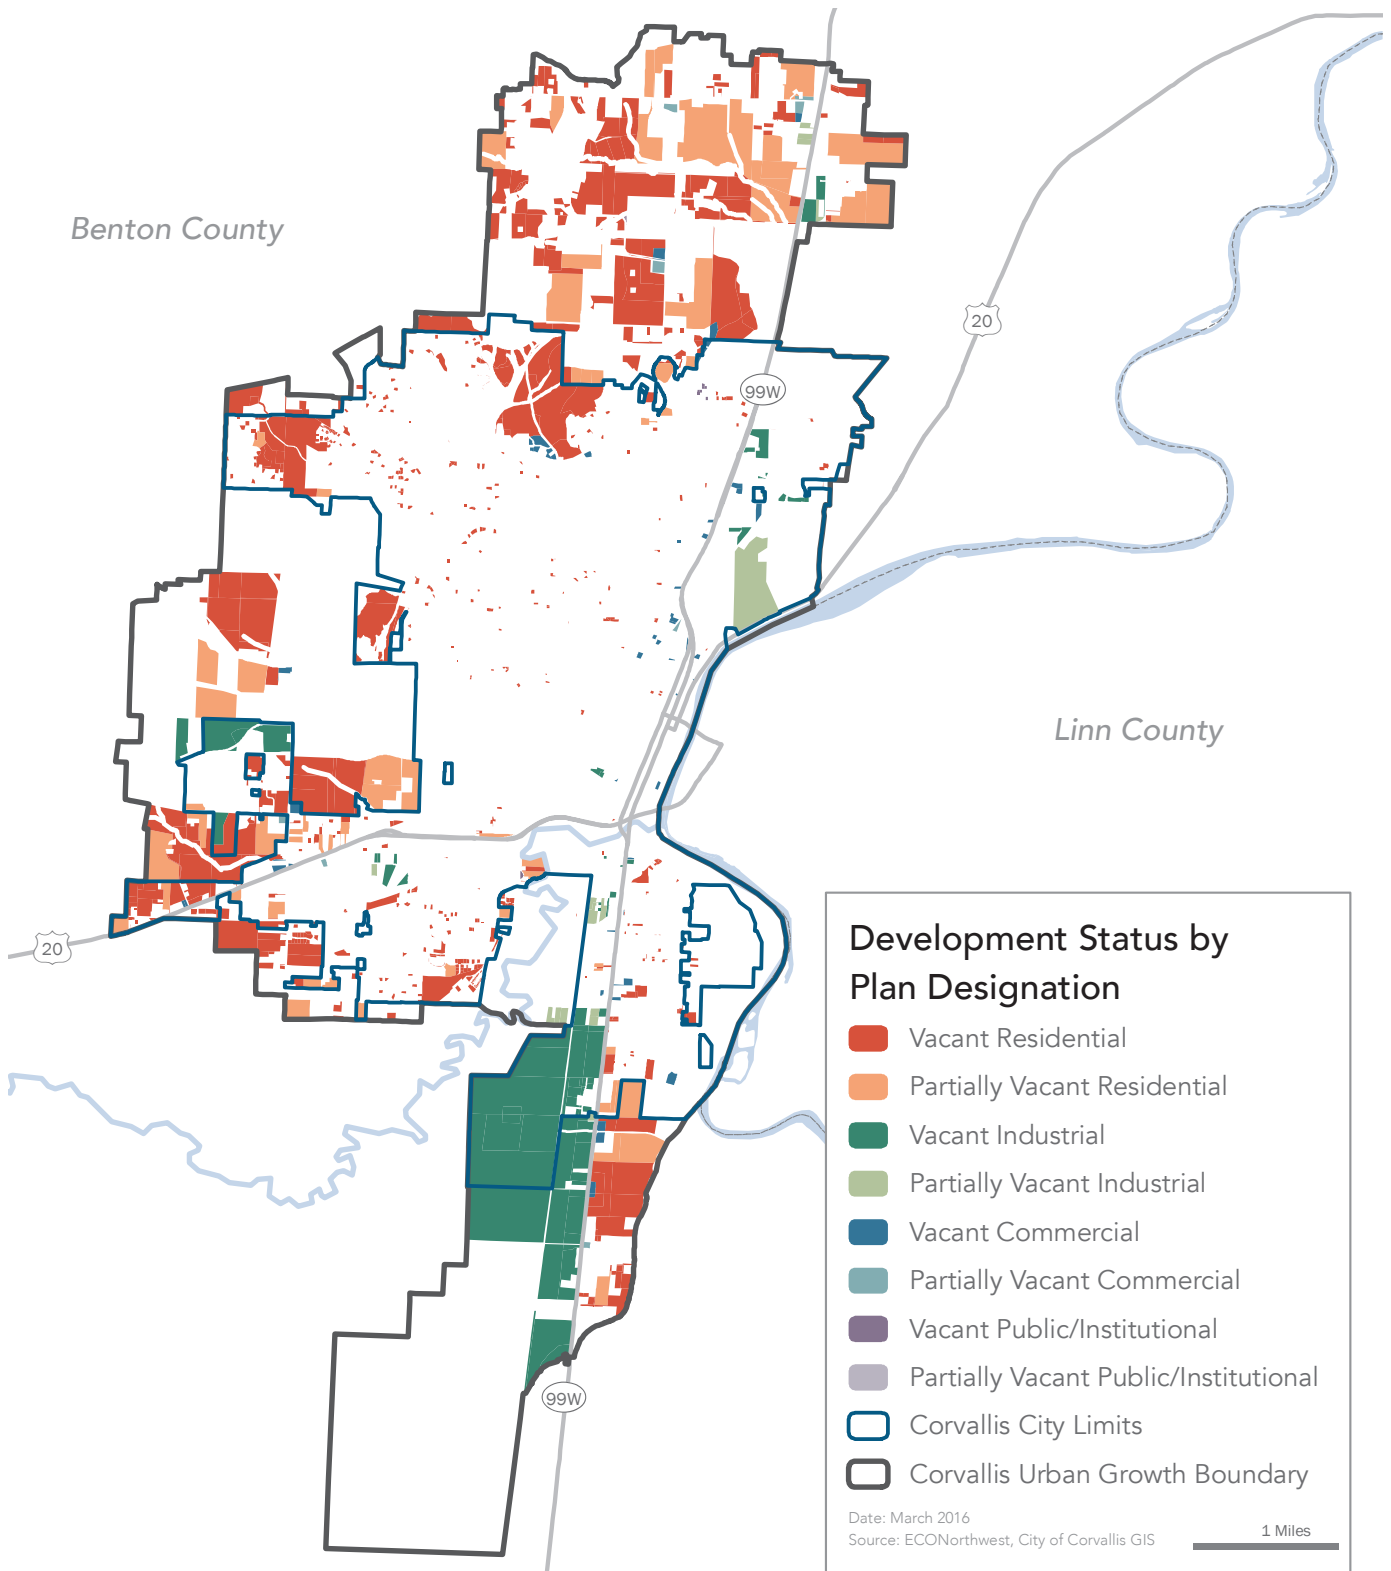 Benton County
20
99W
Linn County
20
99W
Development Status by
Plan Designation
Vacant Residential
Partially Vacant Residential
Vacant Industrial
Partially Vacant Industrial
Vacant Commercial
Partially Vacant Commercial
Vacant Public/Institutional
Partially Vacant Public/Institutional
Corvallis City Limits
Corvallis Urban Growth Boundary
Date: March 2016
Source: ECONorthwest, City of Corvallis GIS
1 Miles